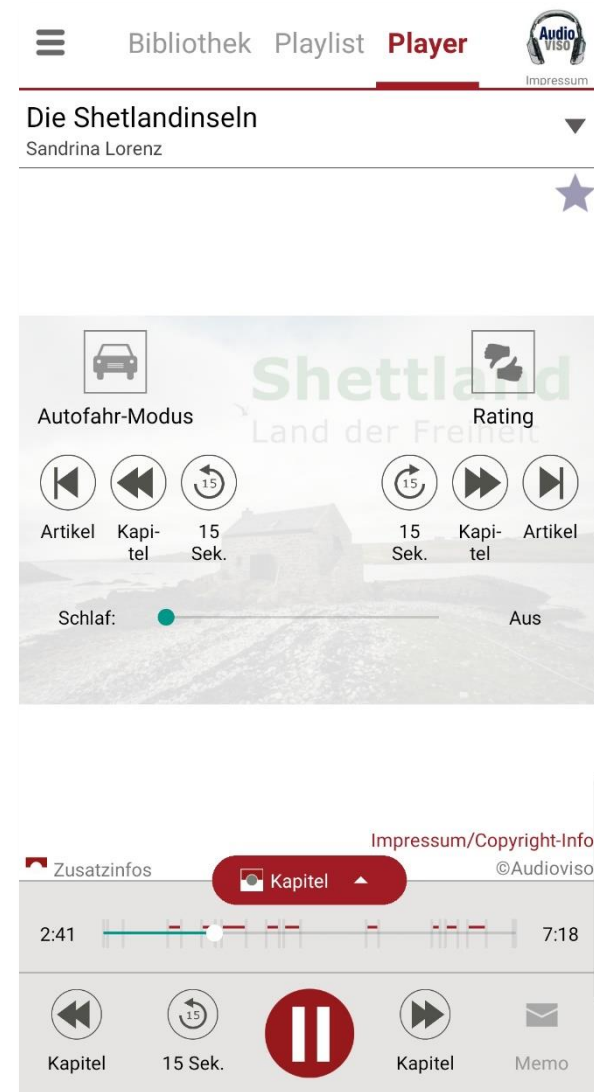 Bibliothek Playlist Player
Audio
VISO
Impressum
Die Shetlandinseln
Sandrina Lorenz
Shettland
Land der Freiheit
Autofahr-Modus
Rating
15
15
Artikel
Kapi-
tel
15
Sek.
15
Sek.
Kapi-
tel
Artikel
Schlaf:
Aus
Impressum/Copyright-Info
Zusatzinfos
©Audioviso
Kapitel
2:41
7:18
15
Kapitel
15 Sek.
Kapitel
Memo